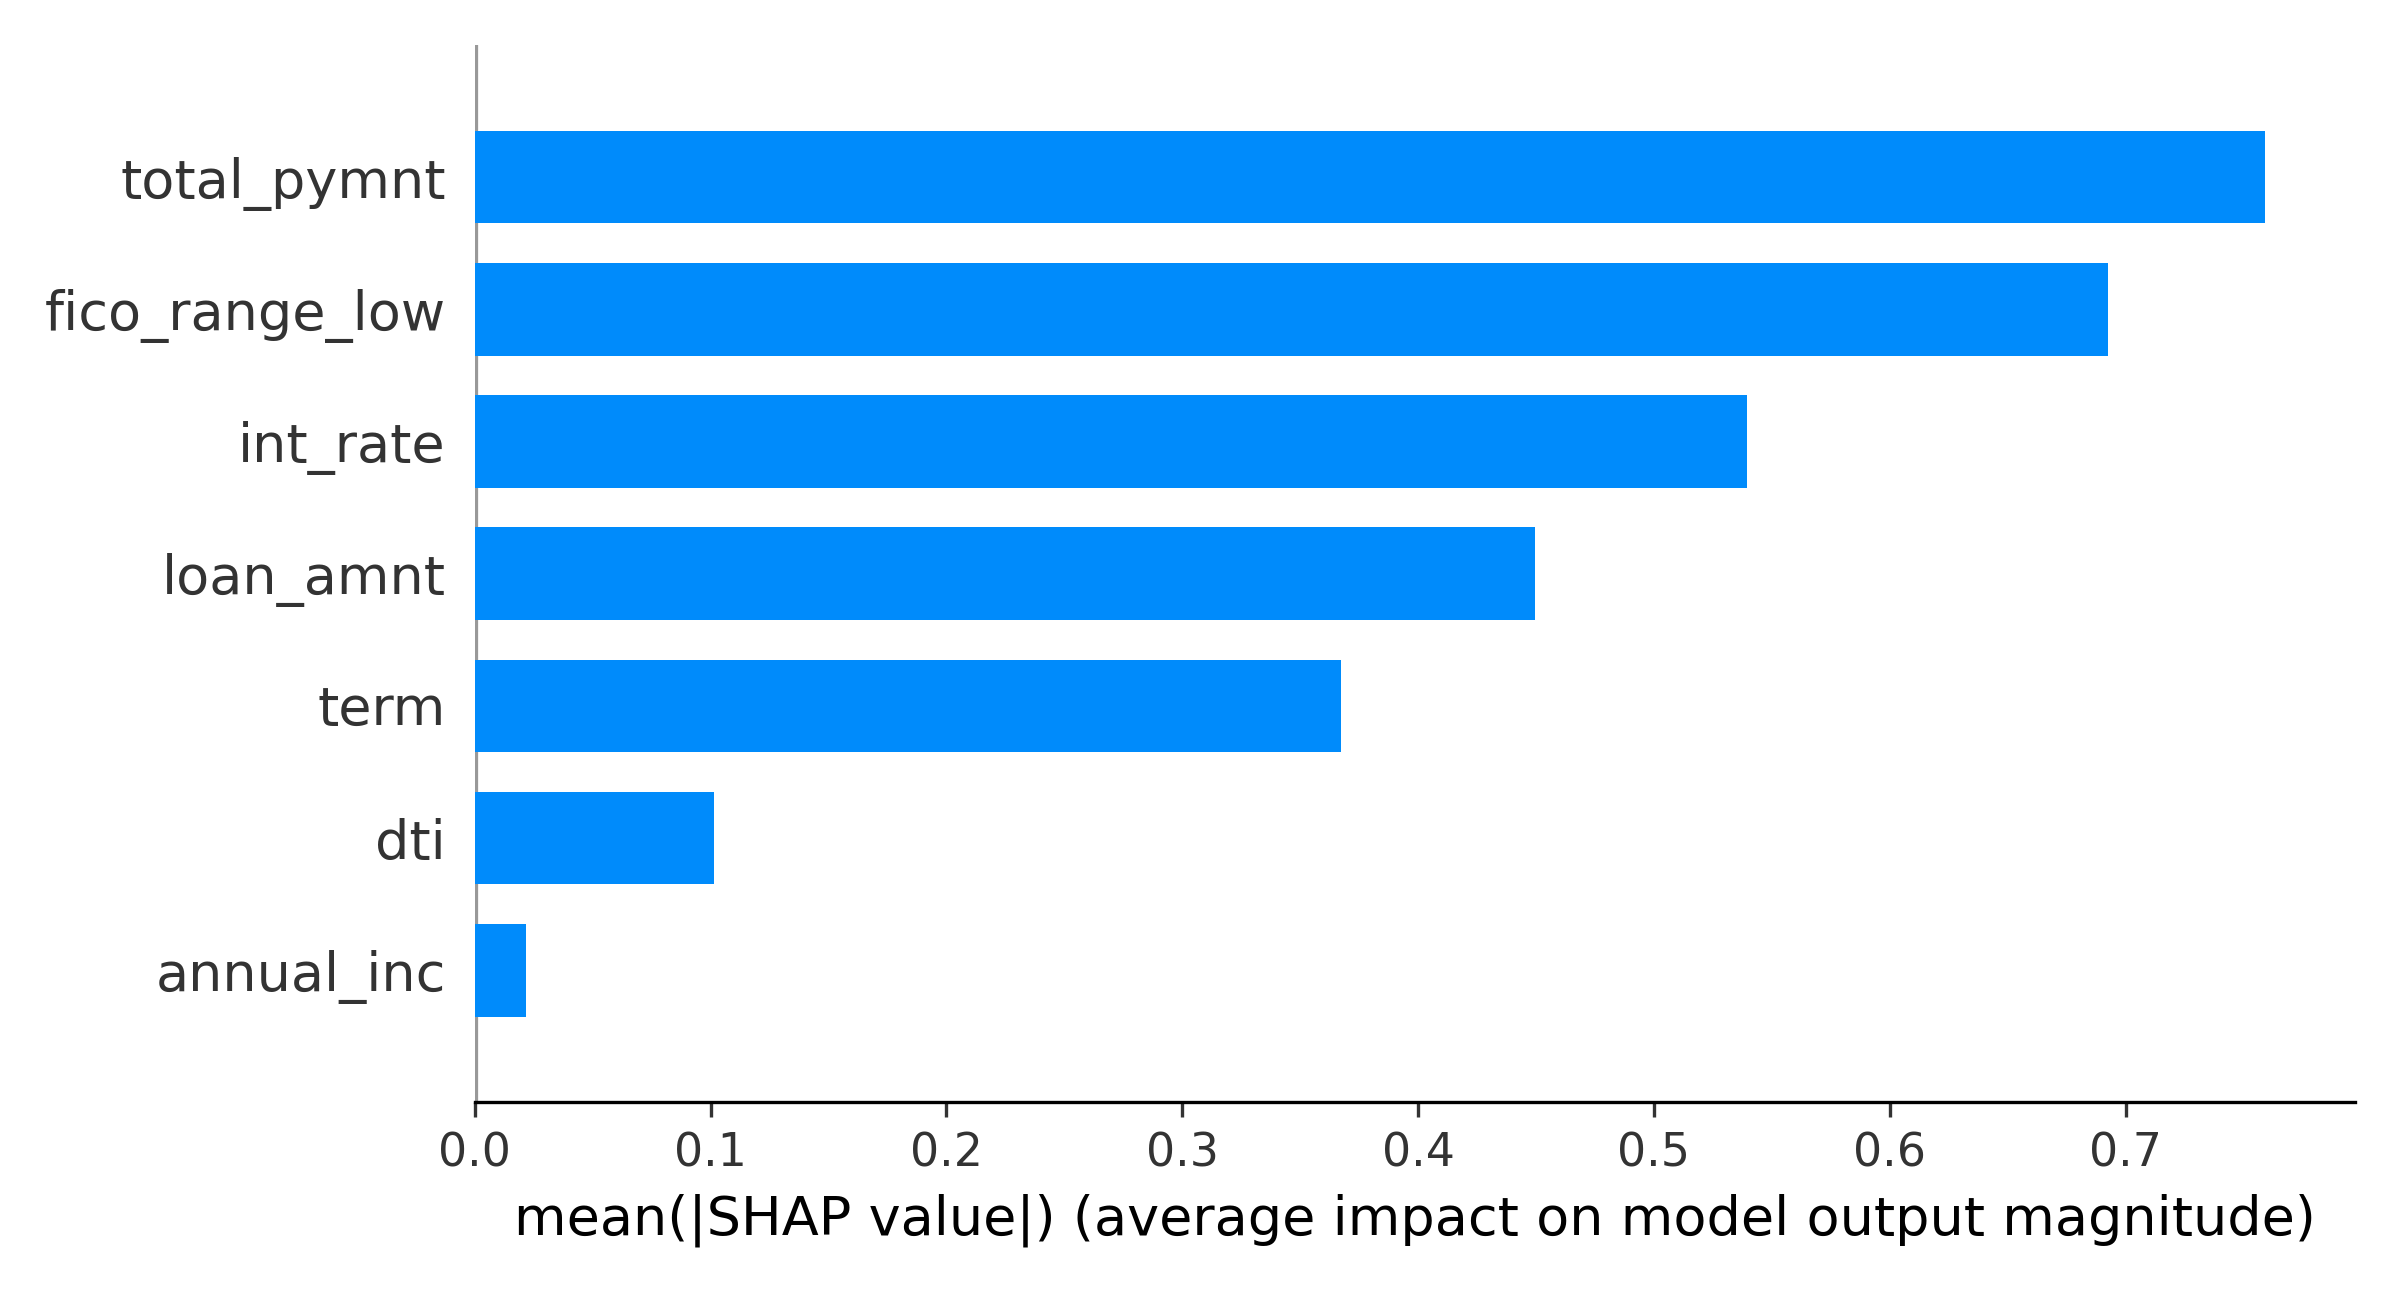 total_pymnt
fico_range_low
int_rate
loan_amnt
term
dti
annual_inc
0.0 0.1 0.2 0.3 0.4 0.5 0.6 0.7
mean(|SHAP value|) (average impact on model output magnitude)